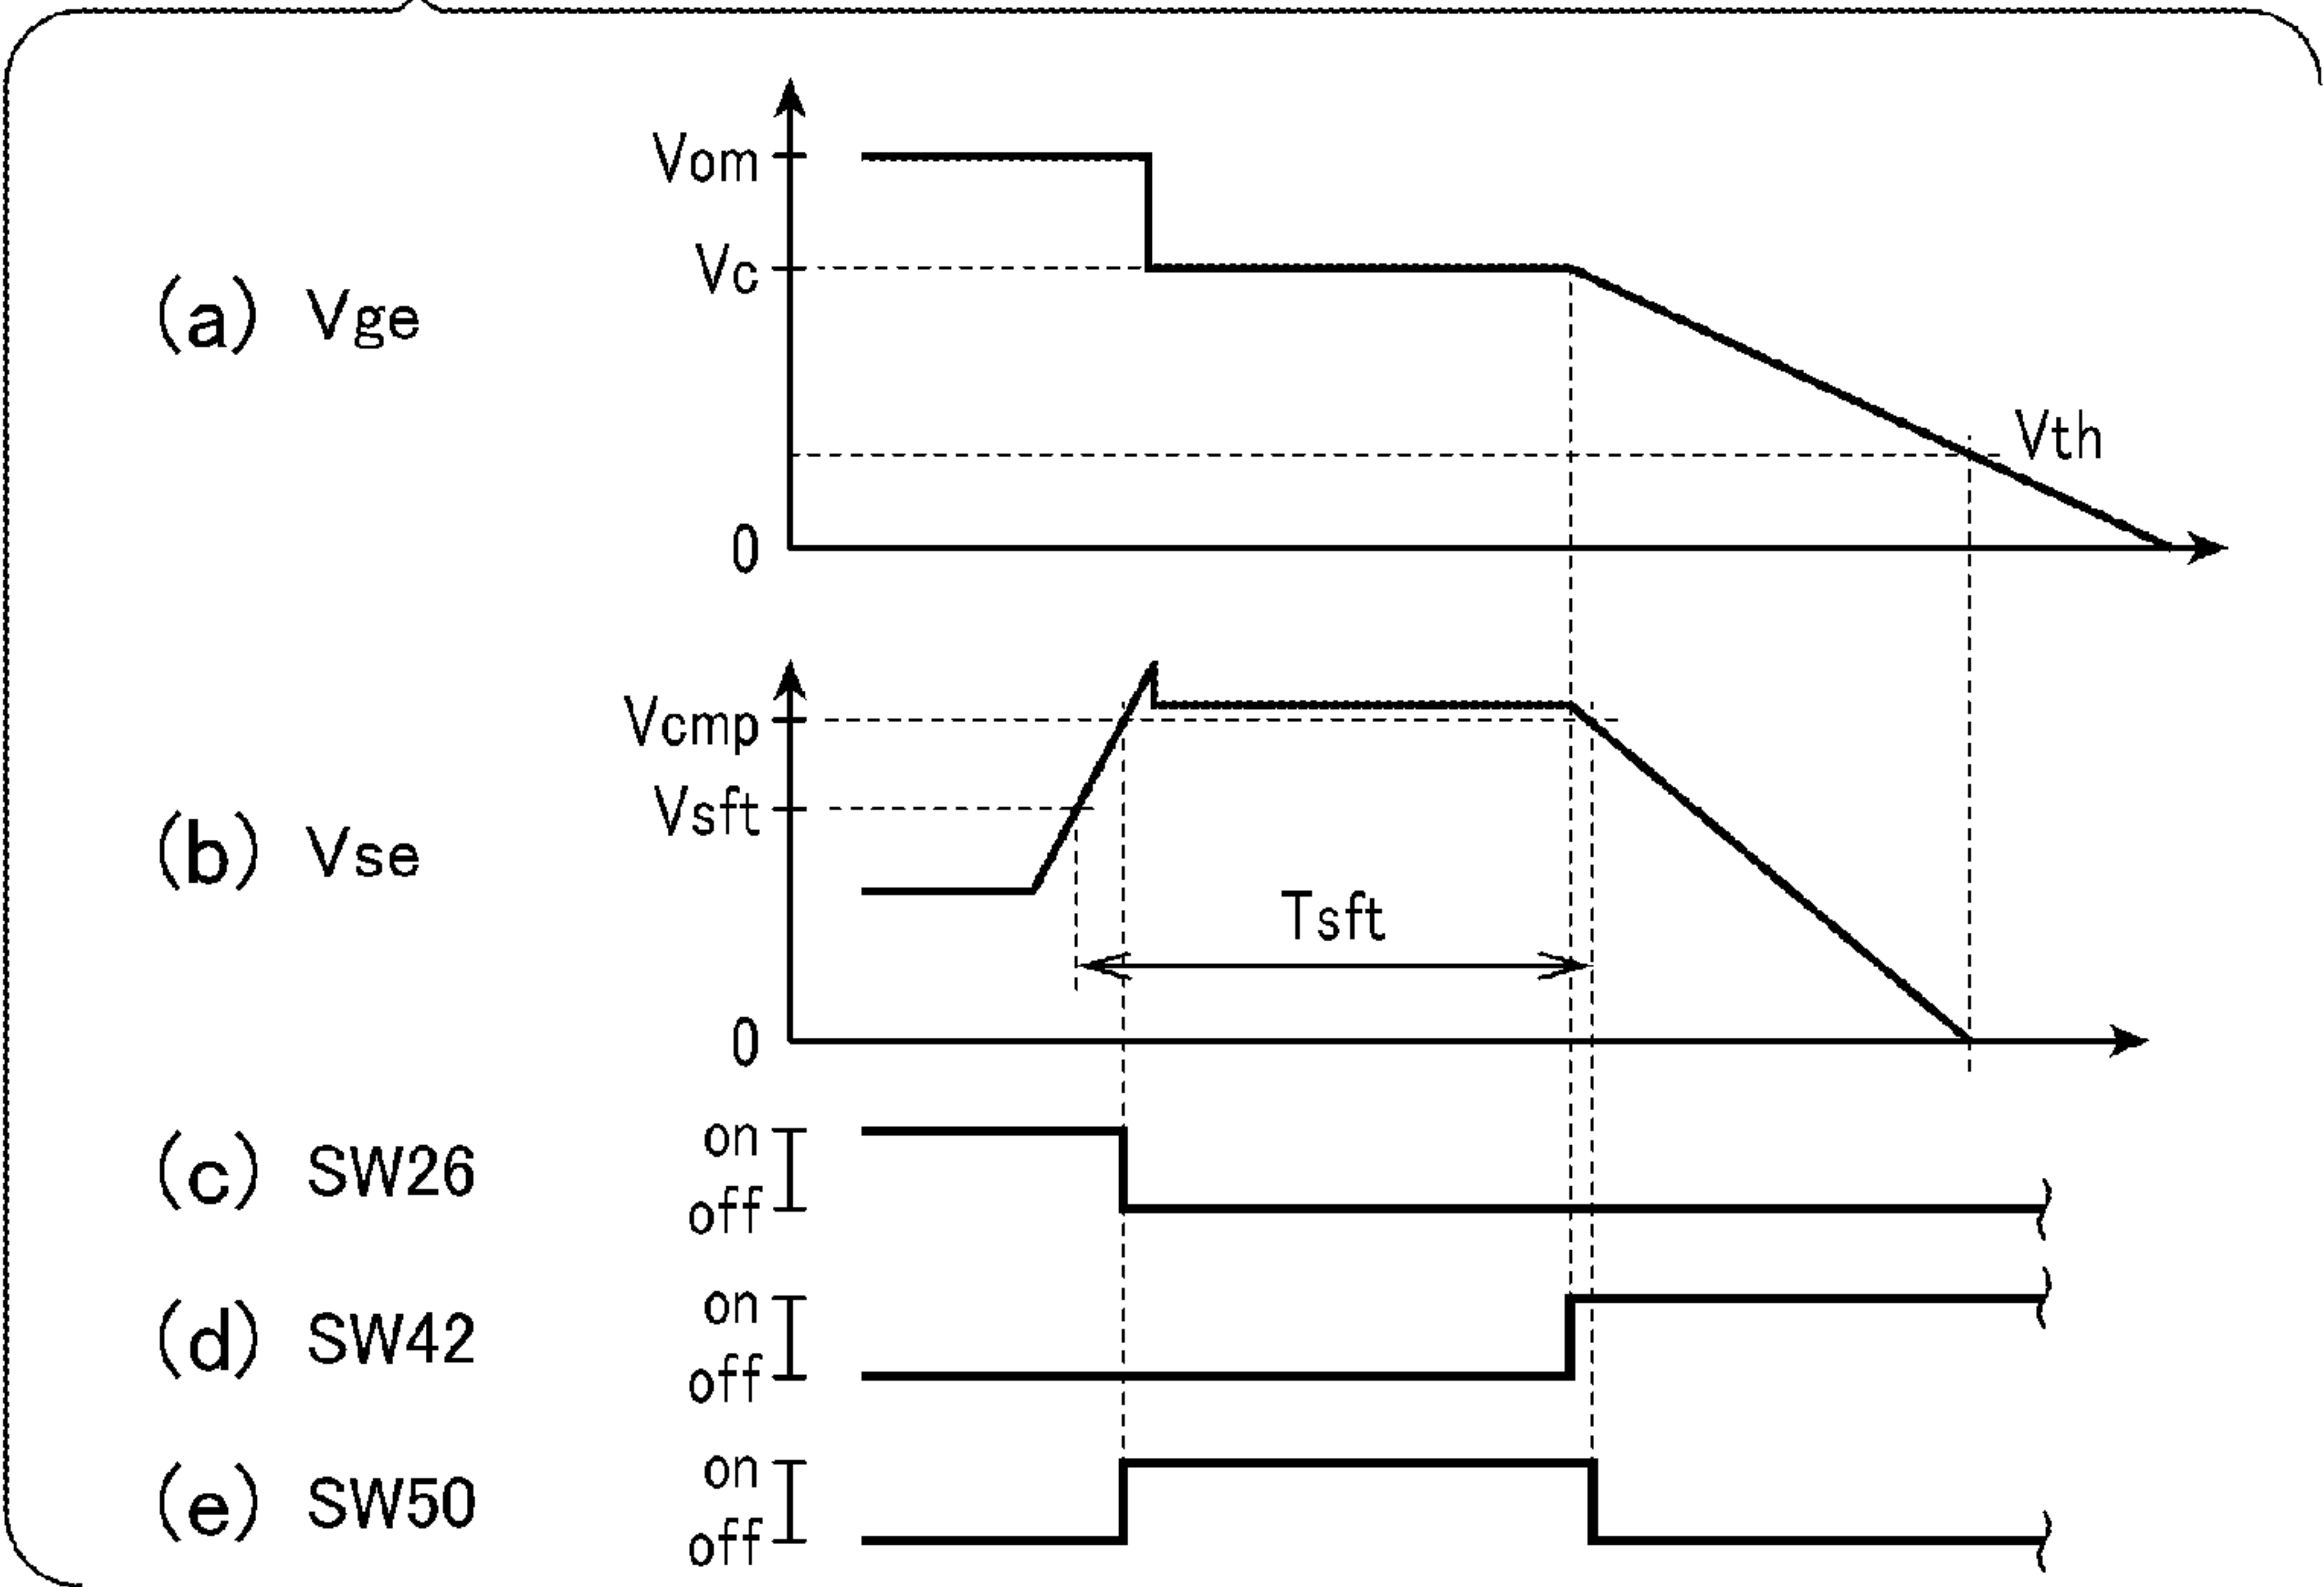 Vom
Vc
(a) Vge
Vth
0
Vcmp
Vsft
(b) Vse
Tsft
0
on
(c) SW26
off
on
(d) SW42
off
on
(e) SW50
off